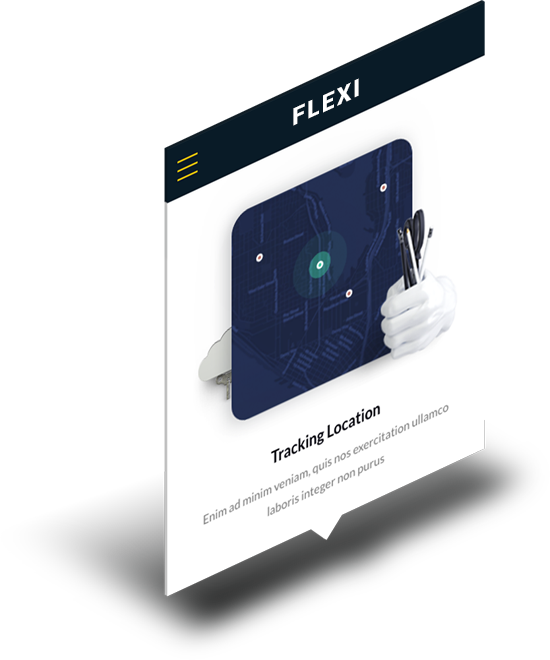 FLEXI
Tracking Location
Enim ad minim veniam, quis nos exercitation ullamco
laboris integer non purus